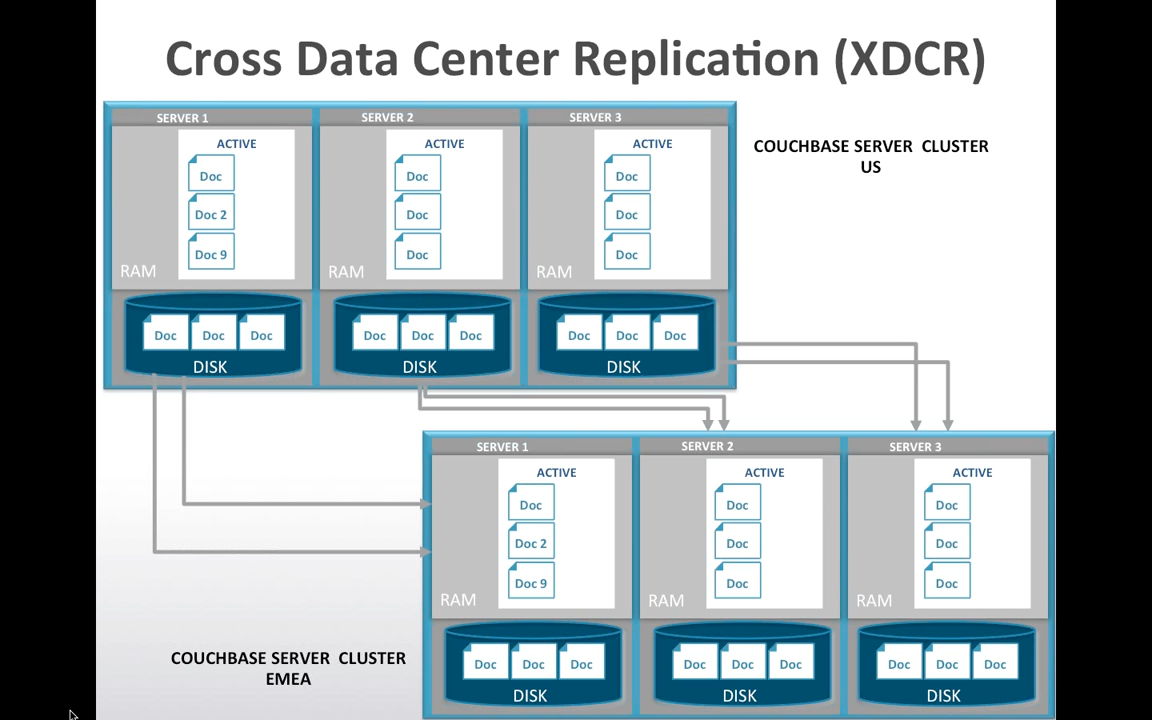 Cross Data Center Replication (XDCR)
SERVER 1
SERVER 2
SERVER 3
COUCHBASE SERVER CLUSTER
US
ACTIVE
ACTIVE
ACTIVE
Doc
Doc
Doc
Doc 2
Doc
Doc
Doc 9
Doc
Doc
RAM
RAM
RAM
Doc Doc Doc
Doc Doc Doc
Doc Doc Doc
DISK
DISK
DISK
SERVER 1
SERVER 2
SERVER 3
ACTIVE
ACTIVE
ACTIVE
Doc
Doc
Doc
Doc 2
Doc
Doc
Doc 9
Doc
Doc
RAM
RAM
RAM
COUCHBASE SERVER CLUSTER
EMEA
Doc Doc Doc
Doc Doc Doc
Doc Doc Doc
DISK
DISK
DISK